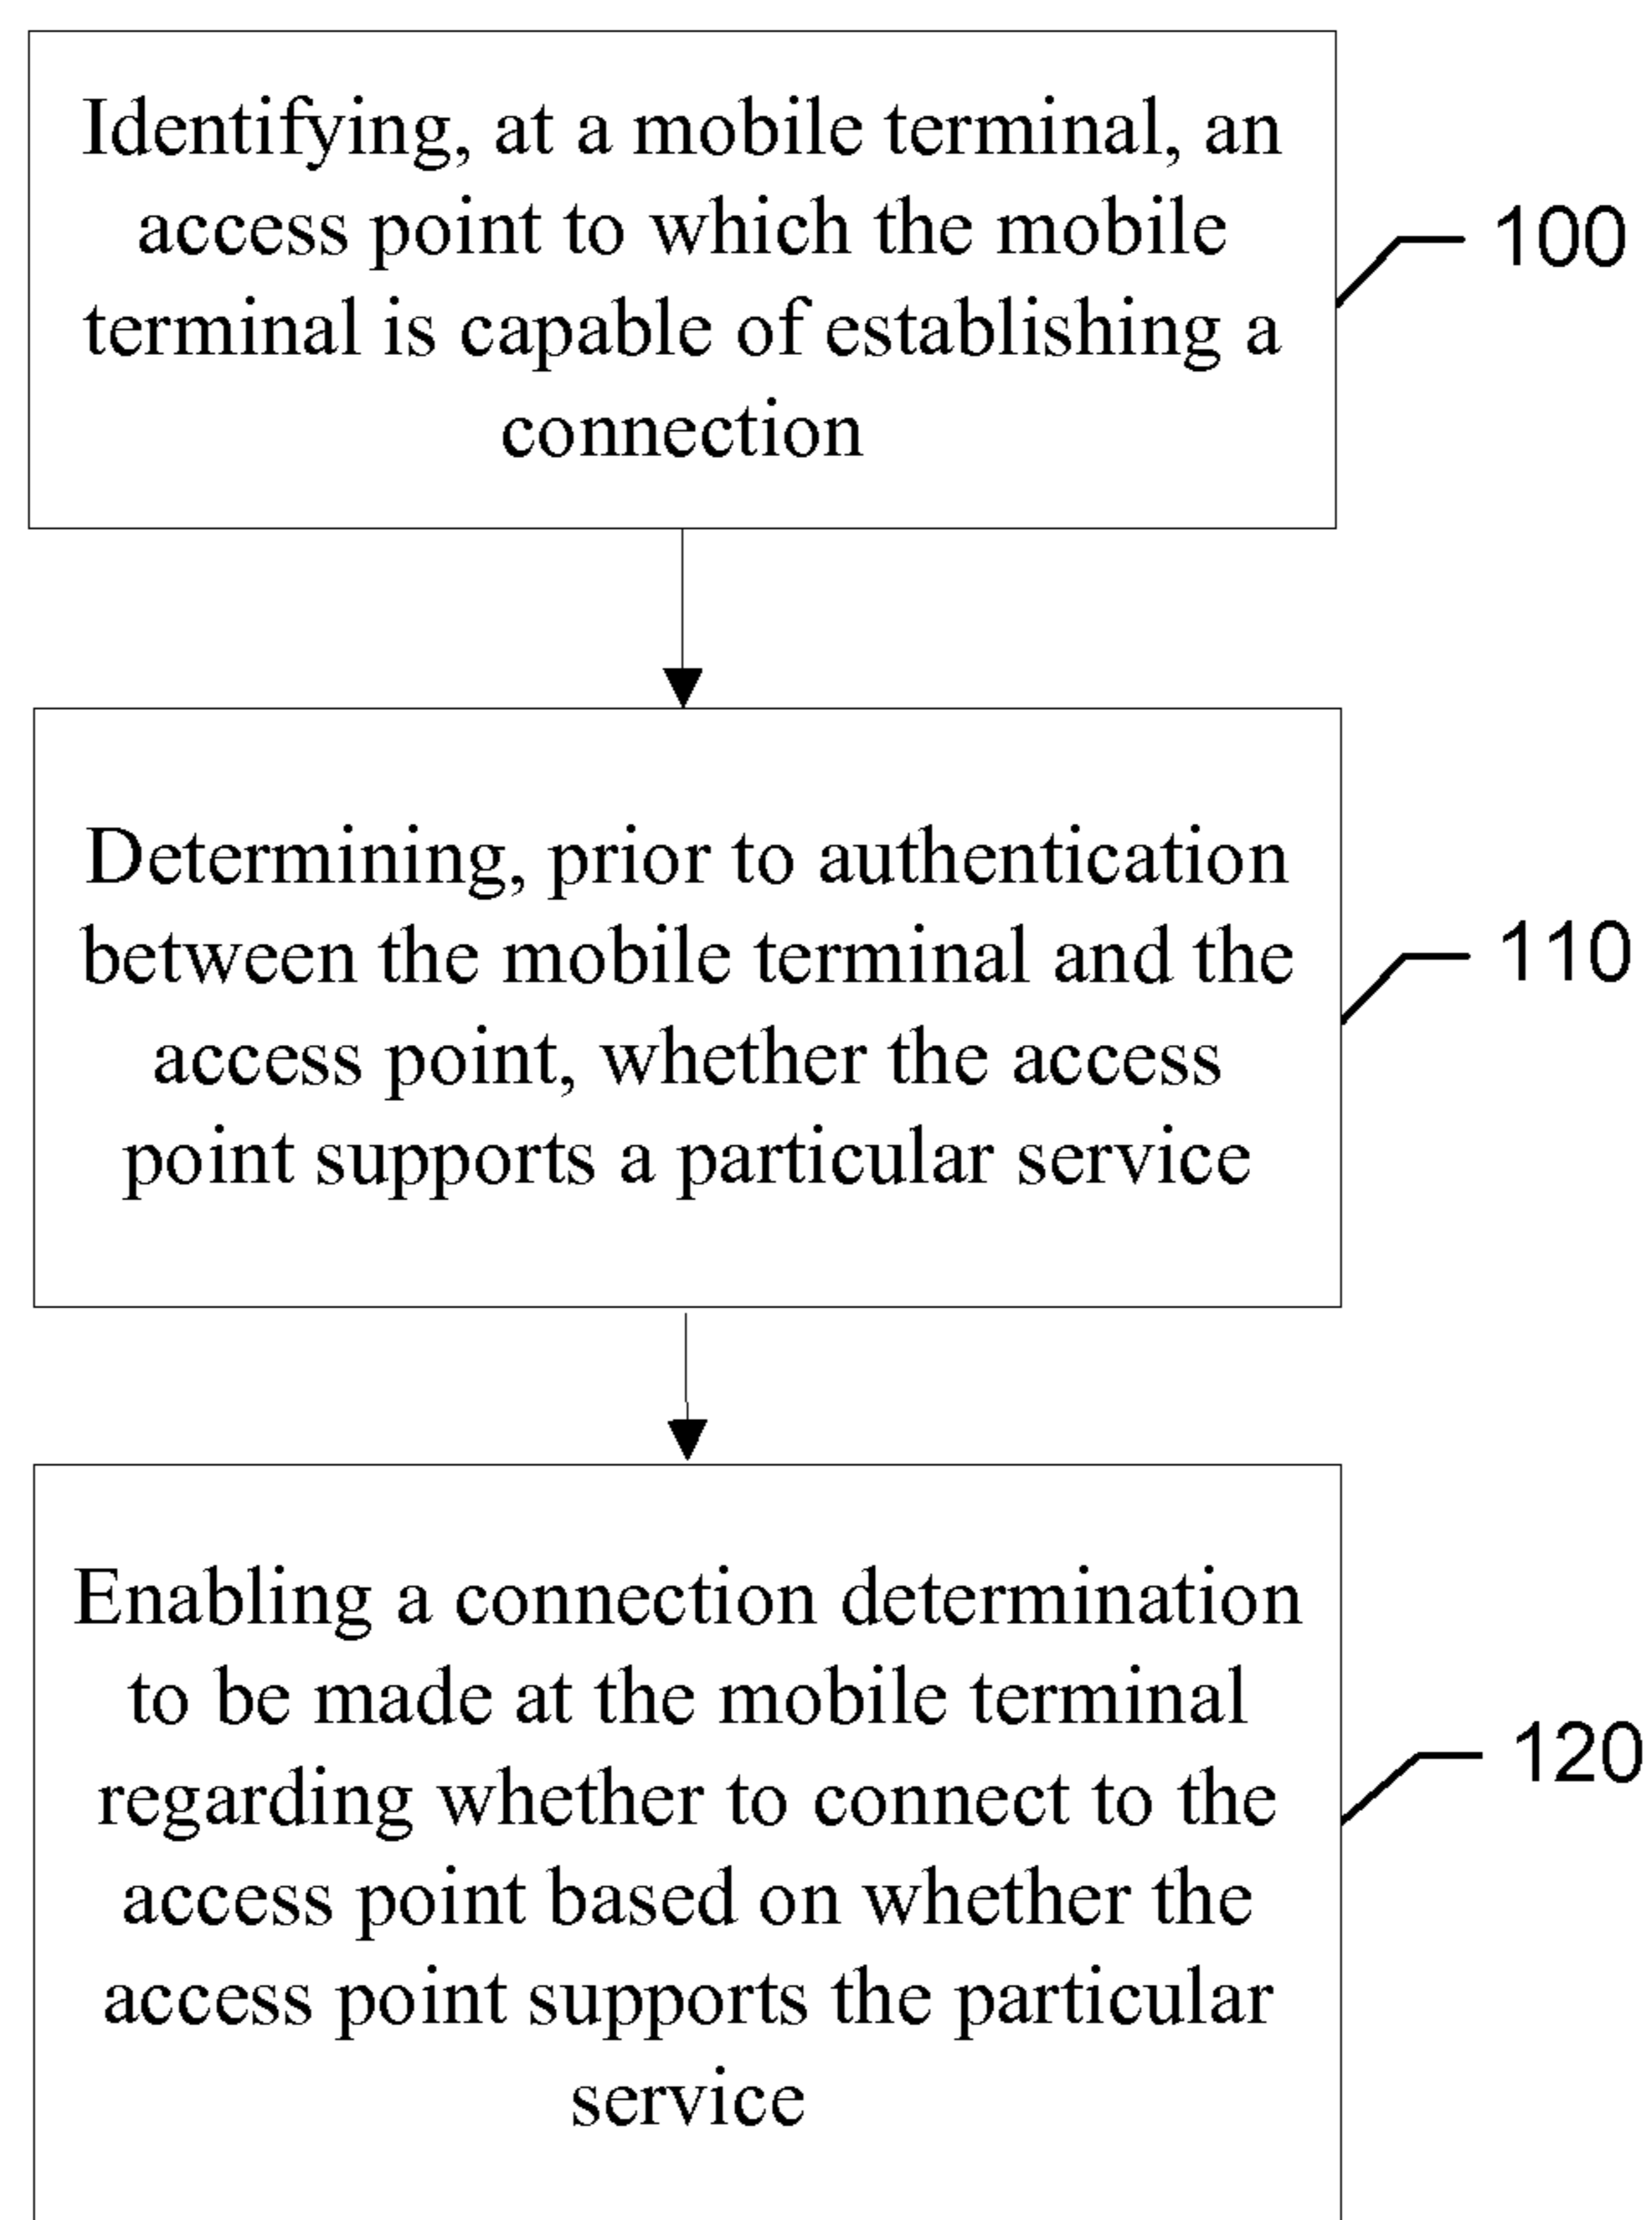 Identifying, at a mobile terminal, an
access point to which the mobile
terminal is capable of establishing a
connection
100
Determining, prior to authentication
between the mobile terminal and the
access point, whether the access
point supports a particular service
110
Enabling a connection determination
to be made at the mobile terminal
regarding whether to connect to the
access point based on whether the
access point supports the particular
service
120